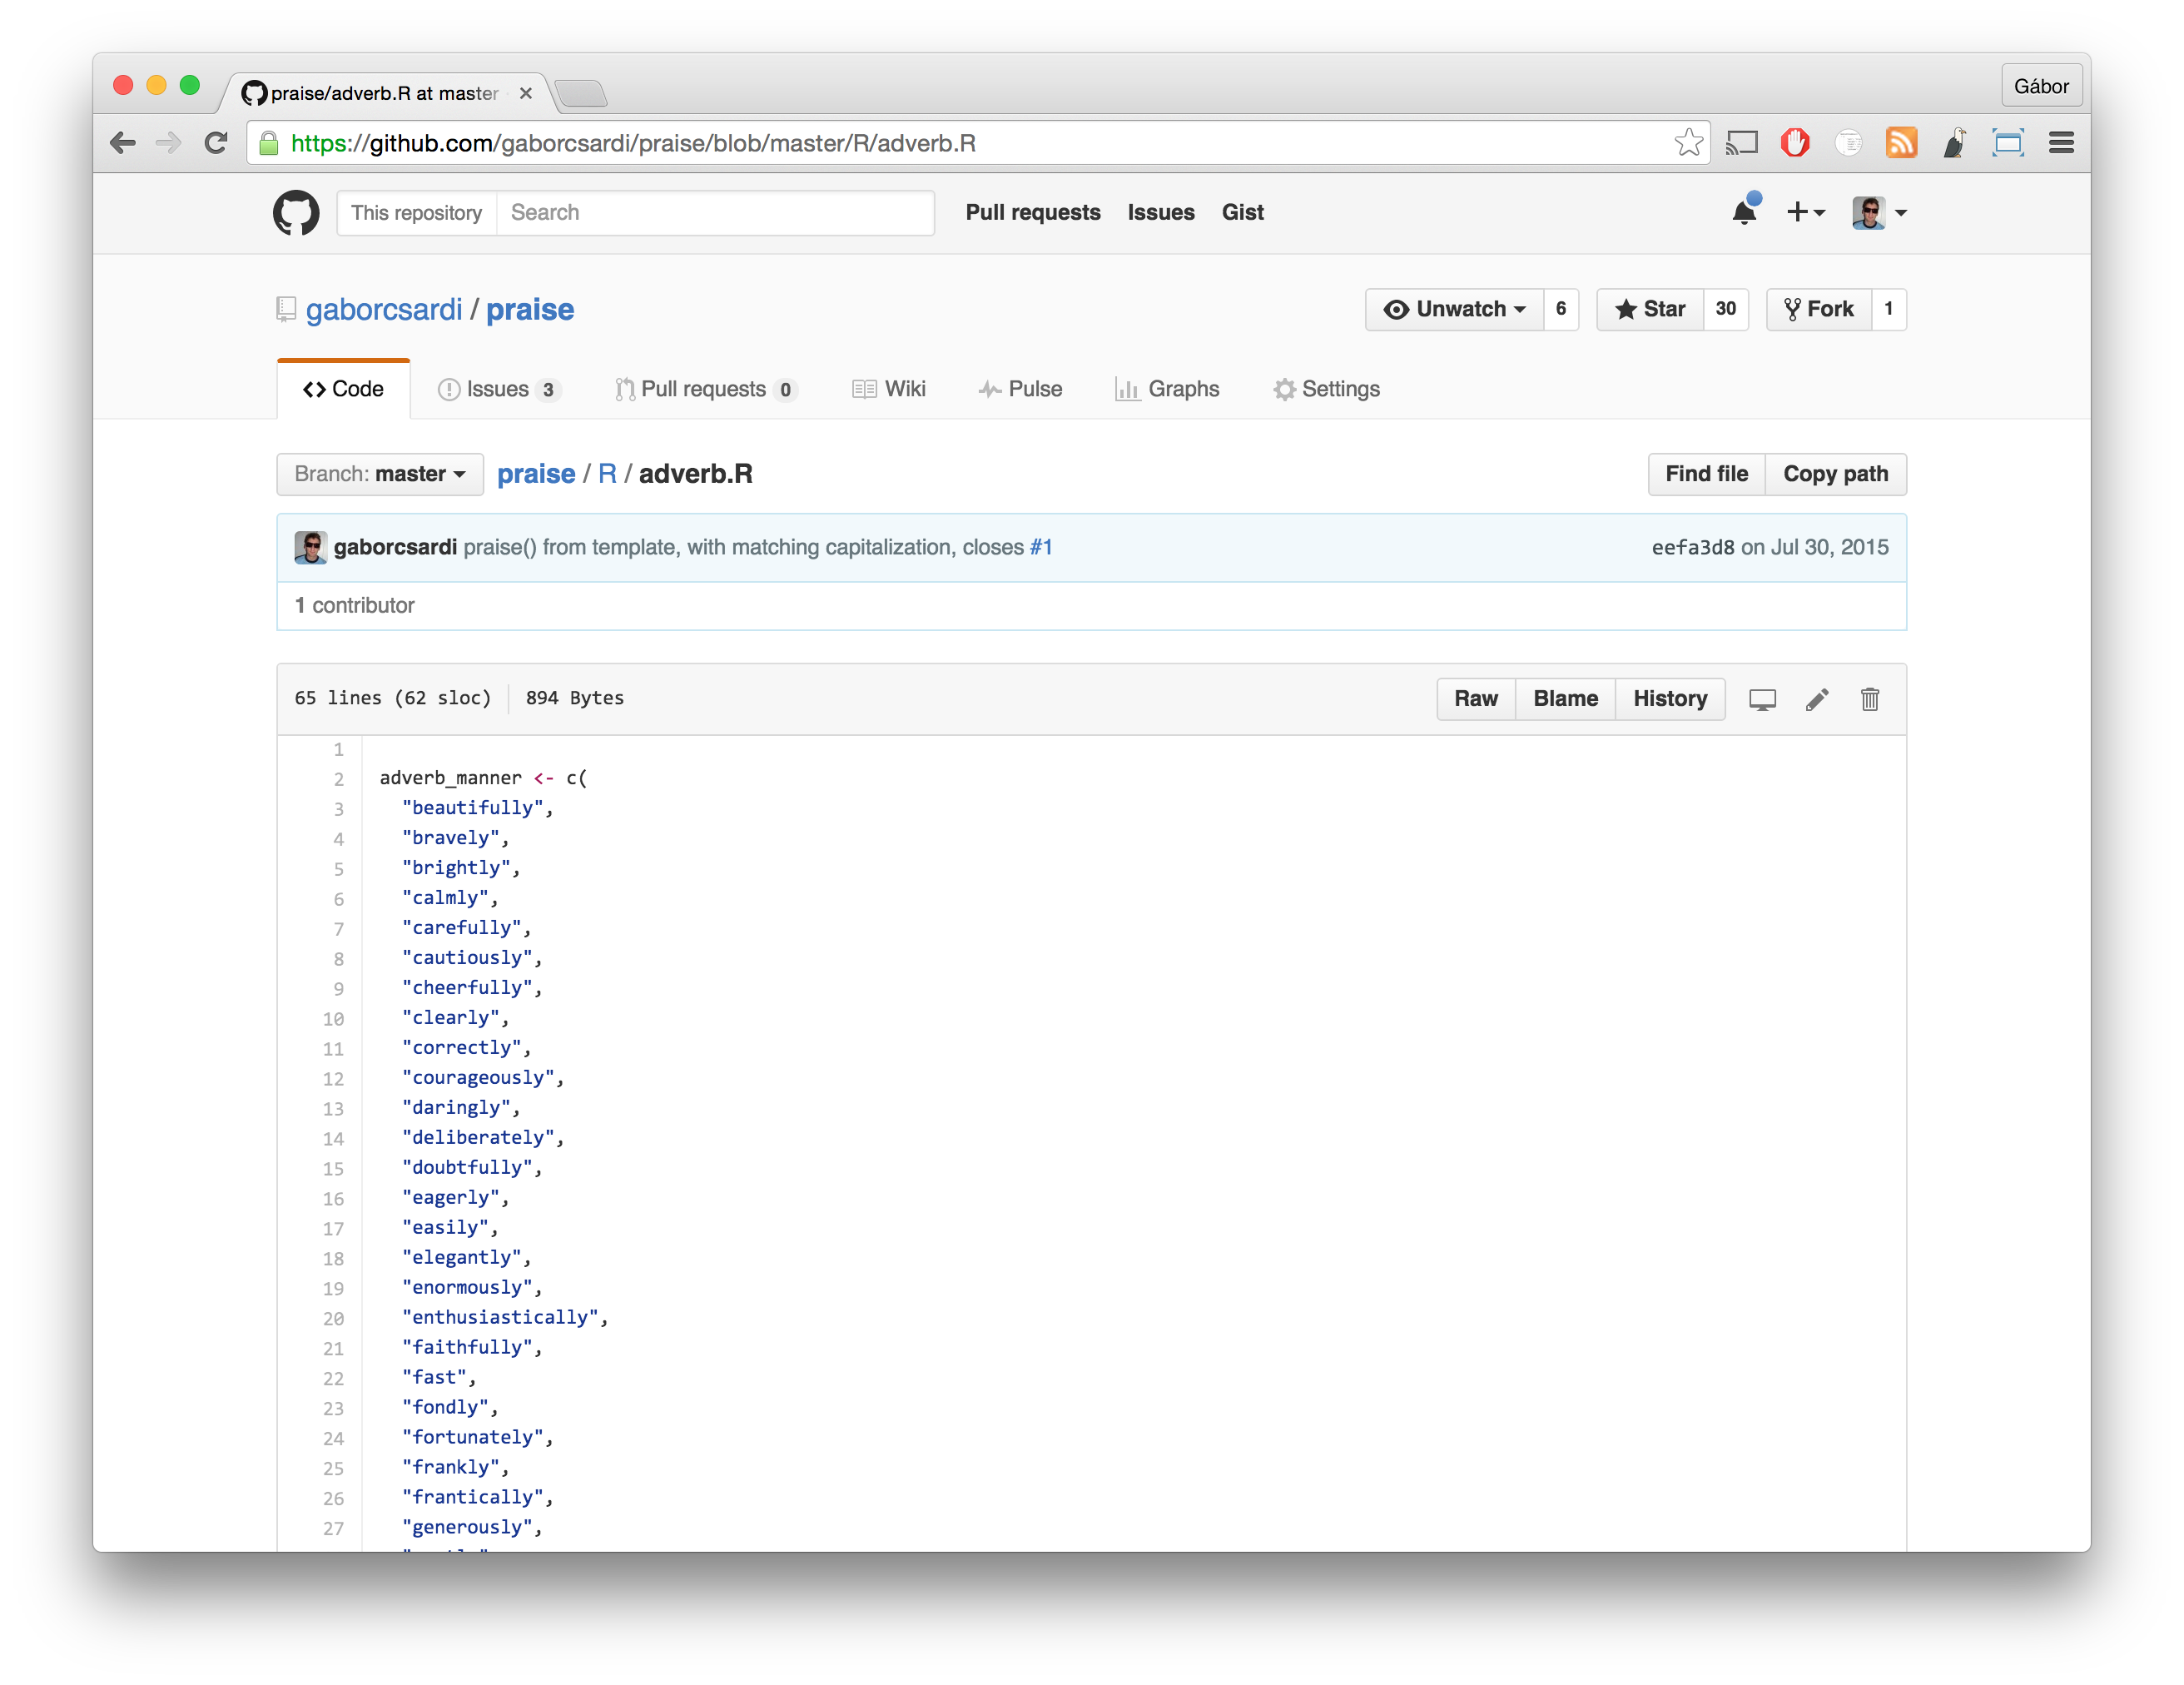 praise/adverb.R at master
Gábor
https://github.com/gaborcsardi/praise/blob/master/R/adverb.R
This repository Search Pull requests Issues Gist
gaborcsardi / praise Unwatch 6 Star 30 Fork 1
Code Issues 3 Pull requests 0 Wiki Pulse Graphs Settings
Branch: master praise / R / adverb.R Find file Copy path
gaborcsardi praise() from template, with matching capitalization, closes #1 eefa3d8 on Jul 30, 2015
1 contributor
65 lines (62 sloc) 894 Bytes Raw Blame History
1
2 adverb_manner <- c(
3 "beautifully",
4 "bravely",
5 "brightly",
6 "calmly",
7 "carefully",
8 "cautiously",
9 "cheerfully",
10 "clearly",
11 "correctly",
12 "courageously",
13 "daringly",
14 "deliberately",
15 "doubtfully",
16 "eagerly",
17 "easily",
18 "elegantly",
19 "enormously",
20 "enthusiastically",
21 "faithfully",
22 "fast",
23 "fondly",
24 "fortunately",
25 "frankly",
26 "frantically",
27 "generously",